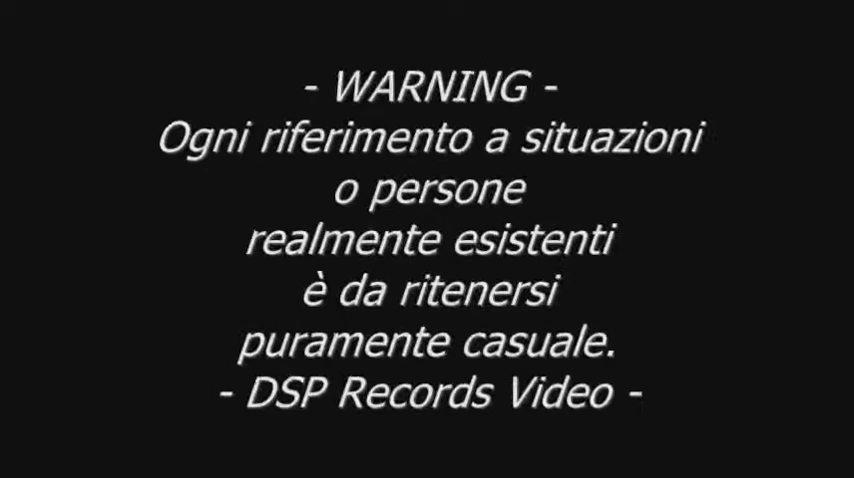 - WARNING -
Ogni riferimento a situazioni
o persone
realmente esistenti
è da ritenersi
puramente casuale.
- DSP Records Video -